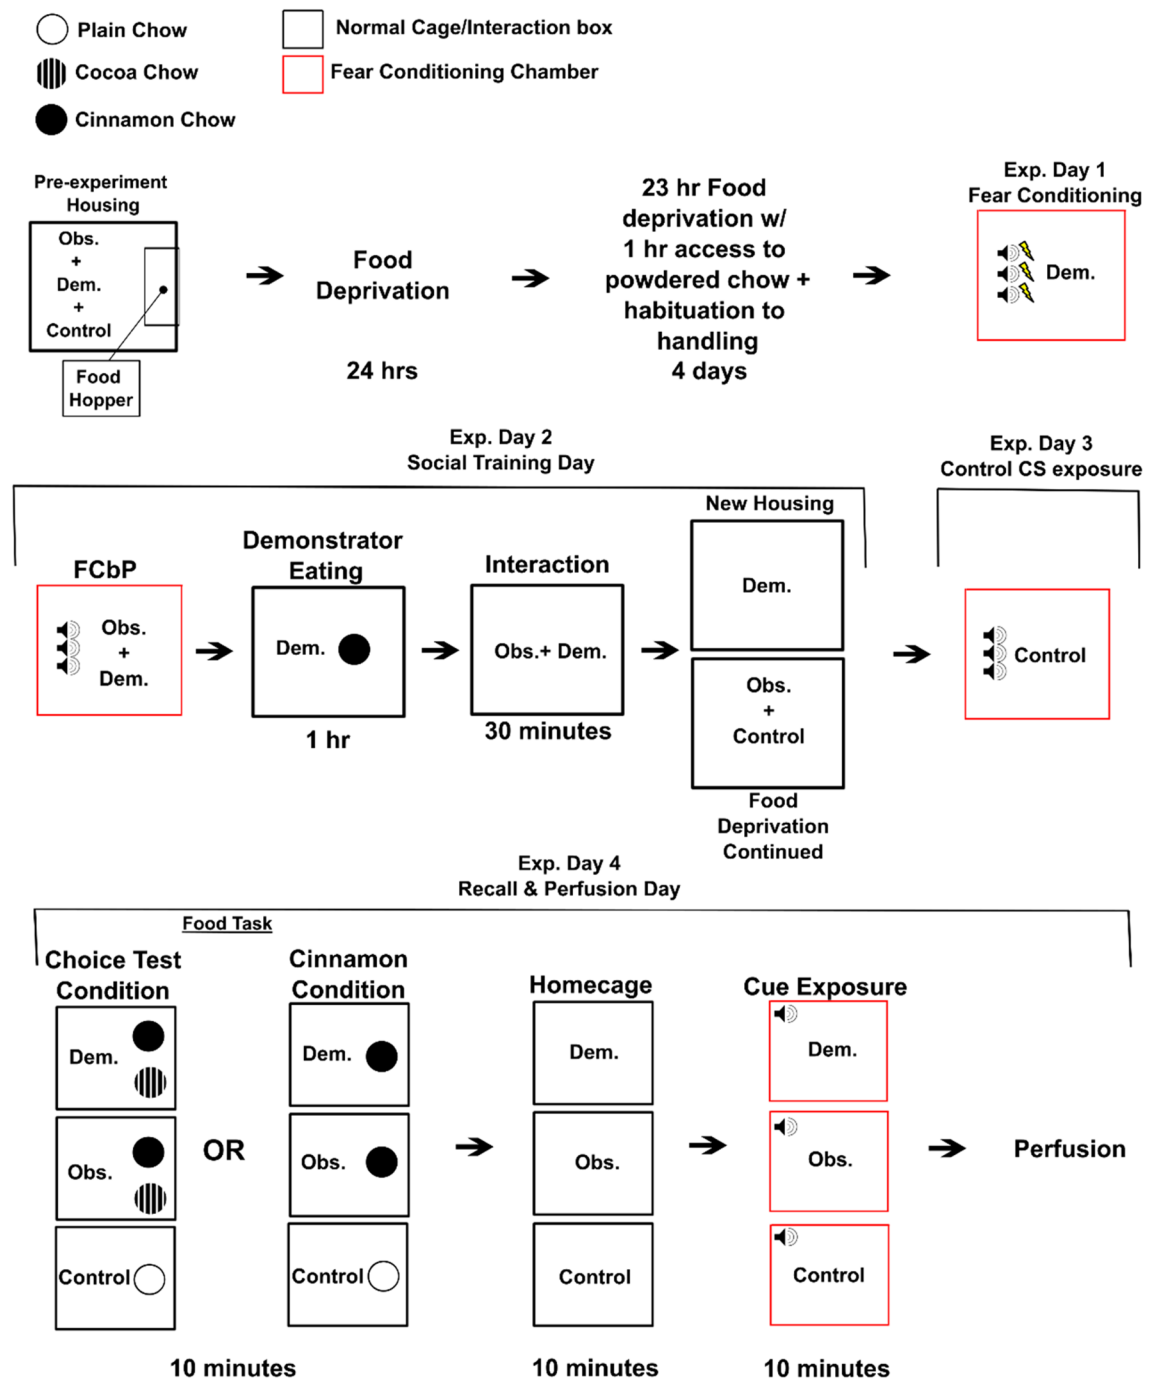 Plain Chow
Normal Cage/Interaction box
Cocoa Chow
Fear Conditioning Chamber
Cinnamon Chow
Pre-experiment
Housing
Obs.
+
Dem.
+
Control
Food
Hopper
Food
Deprivation
24 hrs
23 hr Food
deprivation w/
1 hr access to
powdered chow +
habituation to
handling
4 days
Exp. Day 1
Fear Conditioning
Dem.
Exp. Day 2
Social Training Day
FCbP
Obs.
+
Dem.
Demonstrator
Eating
Dem.
1 hr
Interaction
Obs.+ Dem.
30 minutes
New Housing
Dem.
Obs.
+
Control
Food
Deprivation
Continued
Exp. Day 3
Control CS exposure
Control
Exp. Day 4
Recall & Perfusion Day
Food Task
Choice Test
Condition
Dem.
Obs.
Control
OR
Cinnamon
Condition
Dem.
Obs.
Control
10 minutes
Homecage
Dem.
Obs.
Control
10 minutes
Cue Exposure
Dem.
Obs.
Control
10 minutes
Perfusion